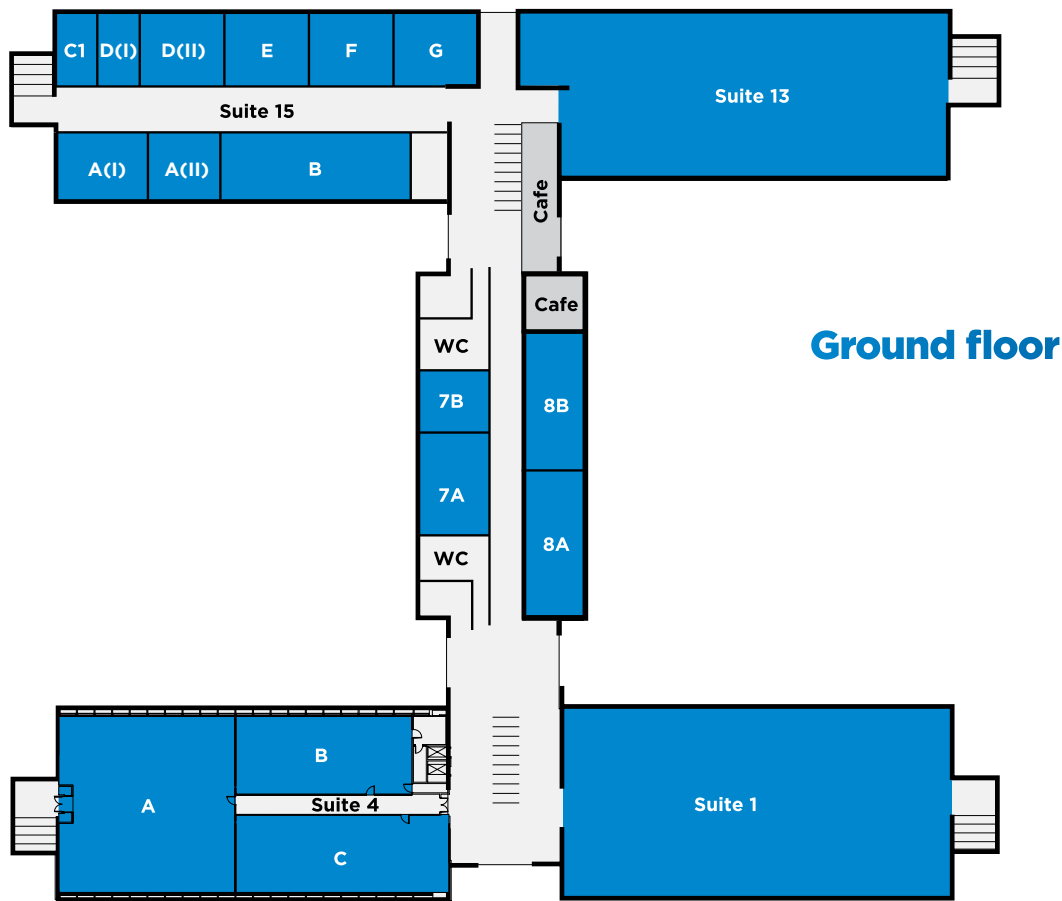 C1
D(I)
D(II)
E
F
G
Suite 15
Suite 13
A(I)
A(II)
B
Cafe
Cafe
WC
Ground floor
7B
8B
7A
8A
WC
B
A
Suite 4
Suite 1
C